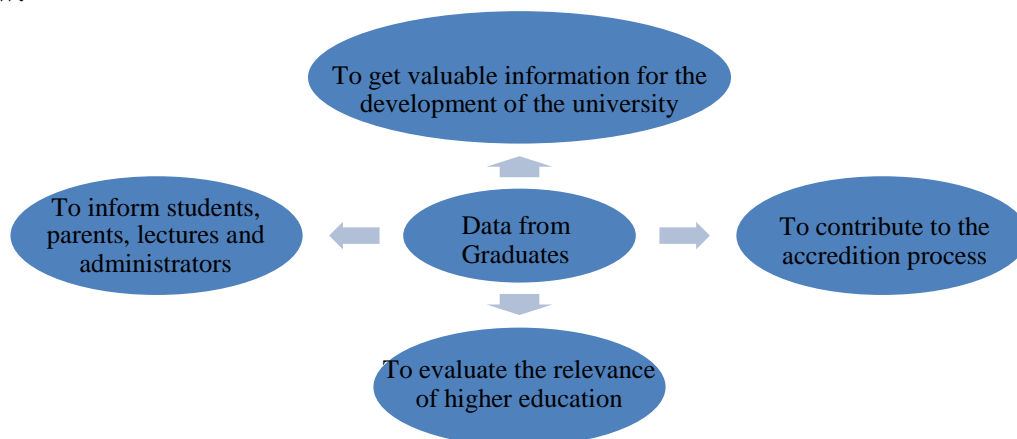 To get valuable information for the
development of the university
To inform students,
parents, lectures and
administrators
Data from
Graduates
To contribute to the
accredition process
To evaluate the relevance
of higher education